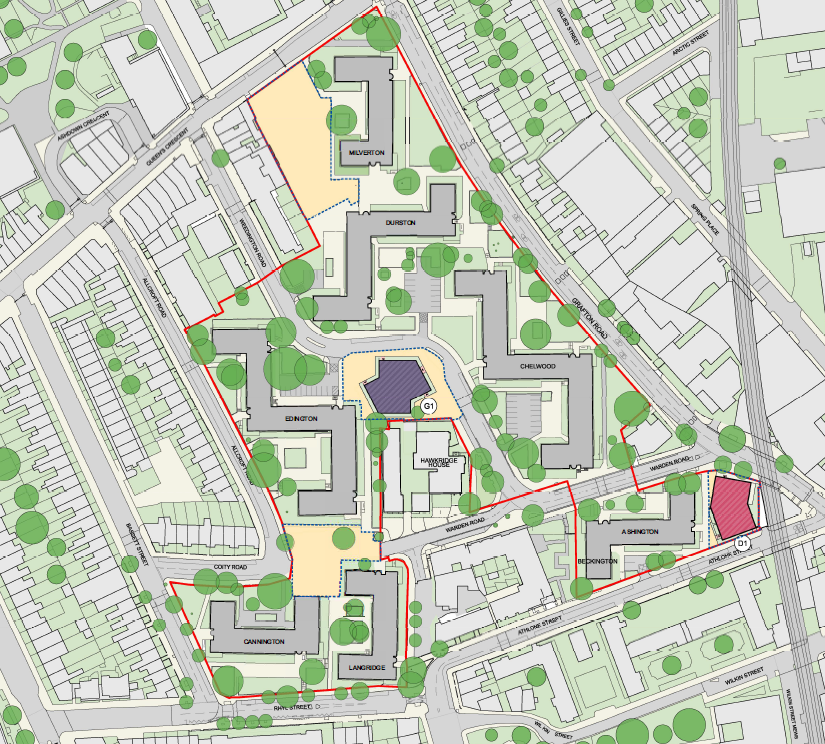 GILLIES STREET
ARCTIC STREET
ASHDOWN CRESCENT
QUEEN'S CRESCENT
MILVERTON
SPRING PLACE
DURSTON
WEEDINGTON ROAD
ALLCROFT ROAD
GRAFTON ROAD
CHELWOOD
G1
EDINGTON
HAWKRIDGE
HOUSE
ALLCROFT ROAD
WARDEN ROAD
WARDEN ROAD
BASSETT STREET
ASHINGTON
D1
ATHLONE ST
BECKINGTON
COITY ROAD
ATHLONE STREET
CANNINGTON
LANGRIDGE
WILKIN STREET
RHYL STREET
WILKIN STREET
WILKIN STREET MEWS